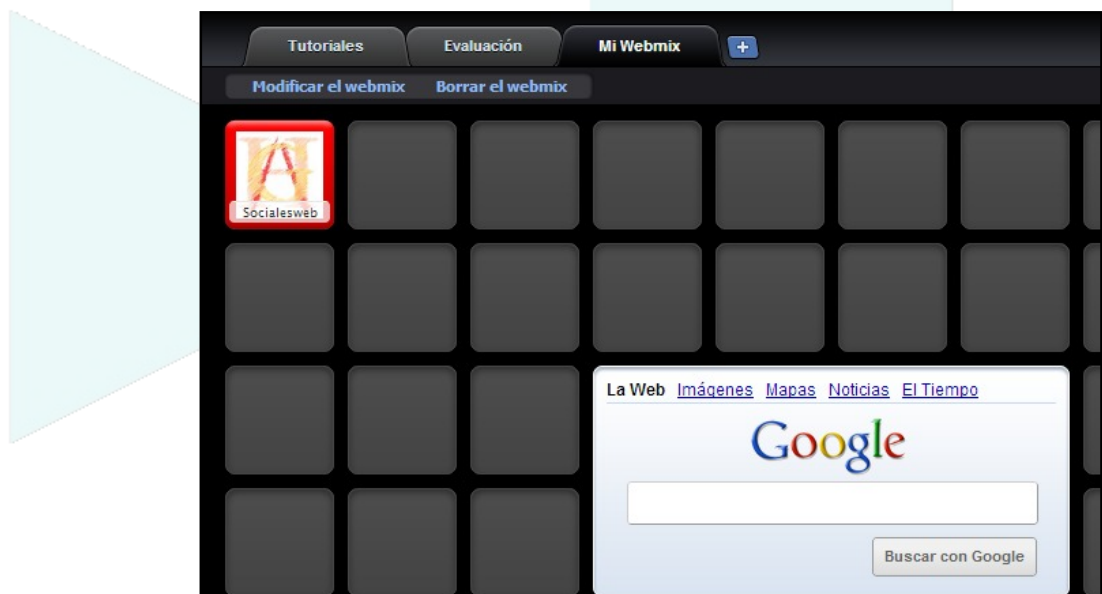 Tutoriales Evaluación Mi Webmix +
Modificar el webmix Borrar el webmix
Socialesweb
La Web Imágenes Mapas Noticias El Tiempo
Google
Buscar con Google